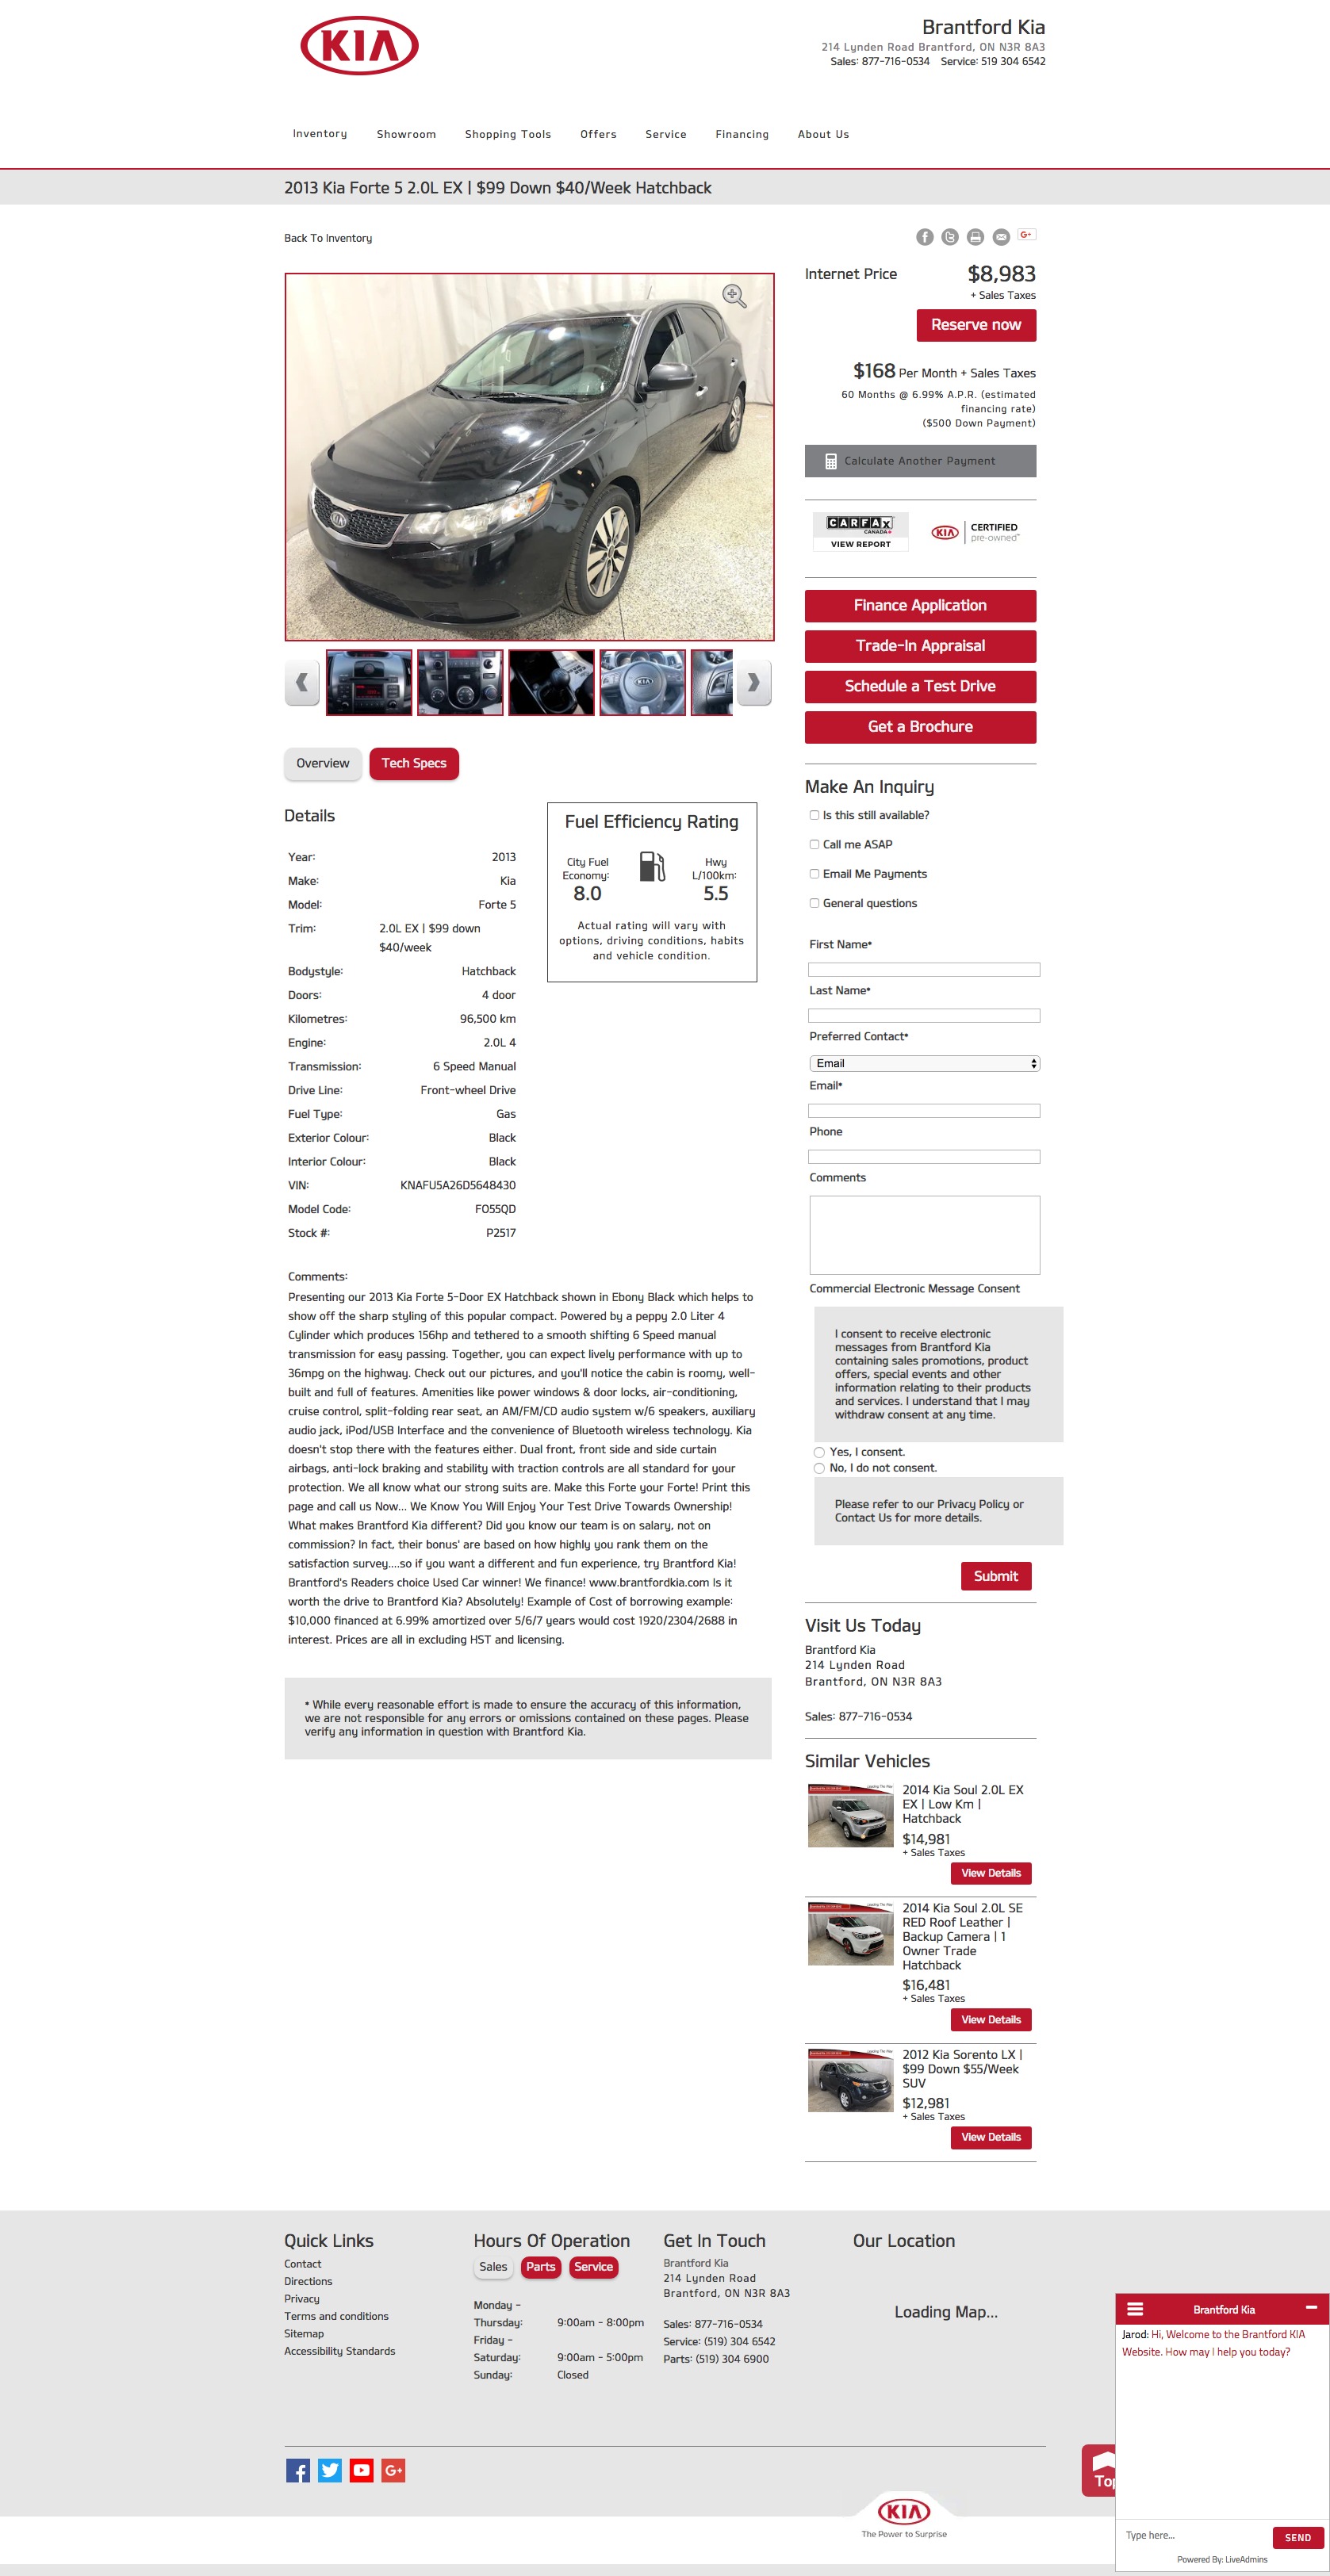 KIA
Brantford Kia
214 Lynden Road Brantford, ON N3R 8A3
Sales: 877-716-0534 Service: 519 304 6542
Inventory Showroom Shopping Tools Offers Service Financing About Us
2013 Kia Forte 5 2.0L EX | $99 Down $40/Week Hatchback
Back To Inventory
G+
Internet Price $8,983
+ Sales Taxes
Reserve now
$168 Per Month + Sales Taxes
60 Months @ 6.99% A.P.R. (estimated
financing rate)
($500 Down Payment)
Calculate Another Payment
CARFAX
CANADA
VIEW REPORT
KIA CERTIFIED
pre-owned
Finance Application
Trade-In Appraisal
Schedule a Test Drive
Get a Brochure
Overview Tech Specs
Details
Year: 2013
Make: Kia
Model: Forte 5
Trim: 2.0L EX | $99 down
$40/week
Bodystyle: Hatchback
Doors: 4 door
Kilometres: 96,500 km
Engine: 2.0L 4
Transmission: 6 Speed Manual
Drive Line: Front-wheel Drive
Fuel Type: Gas
Exterior Colour: Black
Interior Colour: Black
VIN: KNAFU5A26D5648430
Model Code: FO55QD
Stock #: P2517
Fuel Efficiency Rating
City Fuel
Economy:
8.0
Hwy
L/100km:
5.5
Actual rating will vary with
options, driving conditions, habits
and vehicle condition.
Comments:
Presenting our 2013 Kia Forte 5-Door EX Hatchback shown in Ebony Black which helps to
show off the sharp styling of this popular compact. Powered by a peppy 2.0 Liter 4
Cylinder which produces 156hp and tethered to a smooth shifting 6 Speed manual
transmission for easy passing. Together, you can expect lively performance with up to
36mpg on the highway. Check out our pictures, and you'll notice the cabin is roomy, well-
built and full of features. Amenities like power windows & door locks, air-conditioning,
cruise control, split-folding rear seat, an AM/FM/CD audio system w/6 speakers, auxiliary
audio jack, iPod/USB Interface and the convenience of Bluetooth wireless technology. Kia
doesn't stop there with the features either. Dual front, front side and side curtain
airbags, anti-lock braking and stability with traction controls are all standard for your
protection. We all know what our strong suits are. Make this Forte your Forte! Print this
page and call us Now... We Know You Will Enjoy Your Test Drive Towards Ownership!
What makes Brantford Kia different? Did you know our team is on salary, not on
commission? In fact, their bonus' are based on how highly you rank them on the
satisfaction survey....so if you want a different and fun experience, try Brantford Kia!
Brantford's Readers choice Used Car winner! We finance! www.brantfordkia.com Is it
worth the drive to Brantford Kia? Absolutely! Example of Cost of borrowing example:
$10,000 financed at 6.99% amortized over 5/6/7 years would cost 1920/2304/2688 in
interest. Prices are all in excluding HST and licensing.
* While every reasonable effort is made to ensure the accuracy of this information,
we are not responsible for any errors or omissions contained on these pages. Please
verify any information in question with Brantford Kia.
Make An Inquiry
Is this still available?
Call me ASAP
Email Me Payments
General questions
First Name*
Last Name*
Preferred Contact*
Email
Email*
Phone
Comments
Commercial Electronic Message Consent
I consent to receive electronic
messages from Brantford Kia
containing sales promotions, product
offers, special events and other
information relating to their products
and services. I understand that I may
withdraw consent at any time.
Yes, I consent.
No, I do not consent.
Please refer to our Privacy Policy or
Contact Us for more details.
Submit
Visit Us Today
Brantford Kia
214 Lynden Road
Brantford, ON N3R 8A3
Sales: 877-716-0534
Similar Vehicles
2014 Kia Soul 2.0L EX
EX | Low Km |
Hatchback
$14,981
+ Sales Taxes
View Details
2014 Kia Soul 2.0L SE
RED Roof Leather |
Backup Camera | 1
Owner Trade
Hatchback
$16,481
+ Sales Taxes
View Details
2012 Kia Sorento LX |
$99 Down $55/Week
SUV
$12,981
+ Sales Taxes
View Details
Quick Links
Contact
Directions
Privacy
Terms and conditions
Sitemap
Accessibility Standards
Hours Of Operation
Sales Parts Service
Monday -
Thursday: 9:00am - 8:00pm
Friday -
Saturday: 9:00am - 5:00pm
Sunday: Closed
Get In Touch
Brantford Kia
214 Lynden Road
Brantford, ON N3R 8A3
Sales: 877-716-0534
Service: (519) 304 6542
Parts: (519) 304 6900
Our Location
Loading Map...
Brantford Kia
Jarod: Hi, Welcome to the Brantford KIA
Website. How may I help you today?
Top
Type here...
SEND
Powered By: LiveAdmins
G+
KIA
The Power to Surprise